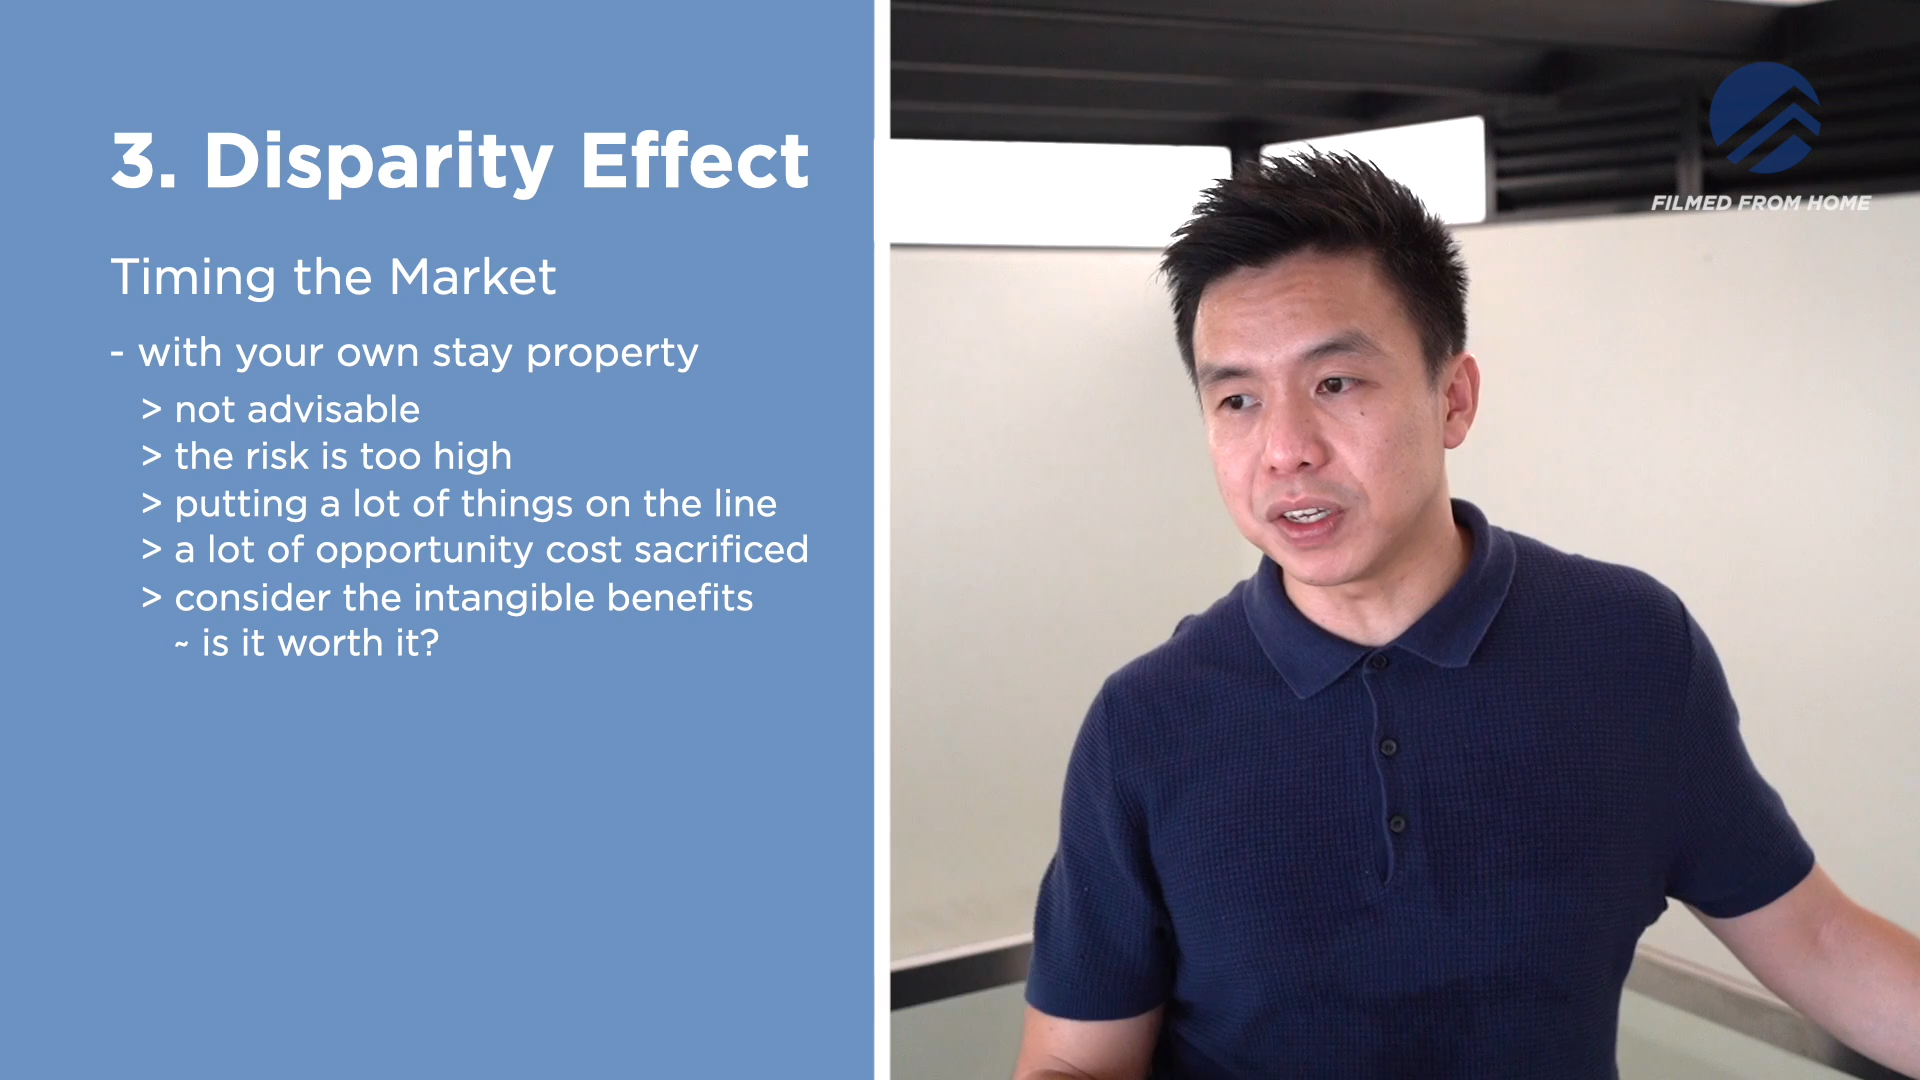 3. Disparity Effect
Timing the Market
- with your own stay property
> not advisable
> the risk is too high
> putting a lot of things on the line
> a lot of opportunity cost sacrificed
> consider the intangible benefits
~ is it worth it?
FILMED FROM HOME